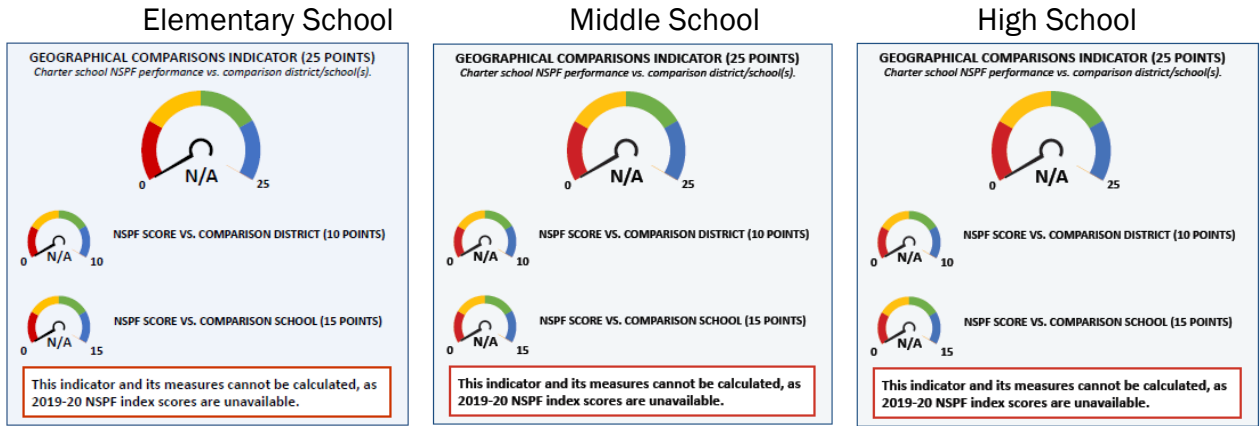 Elementary School
GEOGRAPHICAL COMPARISONS INDICATOR (25 POINTS)
Charter school NSPF performance vs. comparison district/school(s).
N/A
0
25
NSPF SCORE VS. COMPARISON DISTRICT (10 POINTS)
N/A
0
10
NSPF SCORE VS. COMPARISON SCHOOL (15 POINTS)
N/A
0
15
This indicator and its measures cannot be calculated, as
2019-20 NSPF index scores are unavailable.
Middle School
GEOGRAPHICAL COMPARISONS INDICATOR (25 POINTS)
Charter school NSPF performance vs. comparison district/school(s).
N/A
0
25
NSPF SCORE VS. COMPARISON DISTRICT (10 POINTS)
N/A
0
10
NSPF SCORE VS. COMPARISON SCHOOL (15 POINTS)
N/A
0
15
This indicator and its measures cannot be calculated, as
2019-20 NSPF index scores are unavailable.
High School
GEOGRAPHICAL COMPARISONS INDICATOR (25 POINTS)
Charter school NSPF performance vs. comparison district/school(s).
N/A
0
25
NSPF SCORE VS. COMPARISON DISTRICT (10 POINTS)
N/A
0
10
NSPF SCORE VS. COMPARISON SCHOOL (15 POINTS)
N/A
0
15
This indicator and its measures cannot be calculated, as
2019-20 NSPF index scores are unavailable.